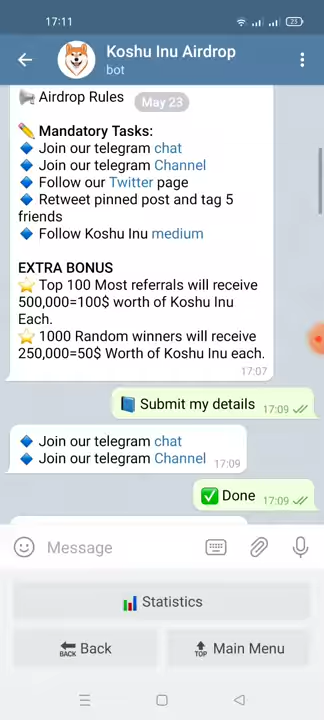 17:11
23
Koshu Inu Airdrop
bot
Airdrop Rules
May 23
Mandatory Tasks:
Join our telegram chat
Join our telegram Channel
Follow our Twitter page
Retweet pinned post and tag 5
friends
Follow Koshu Inu medium
EXTRA BONUS
Top 100 Most referrals will receive
500,000=100$ worth of Koshu Inu
Each.
1000 Random winners will receive
250,000=50$ Worth of Koshu Inu each.
17:07
Submit my details 17:09
Join our telegram chat
Join our telegram Channel 17:09
Done 17:09
Message
Statistics
BACK Back
TOP Main Menu